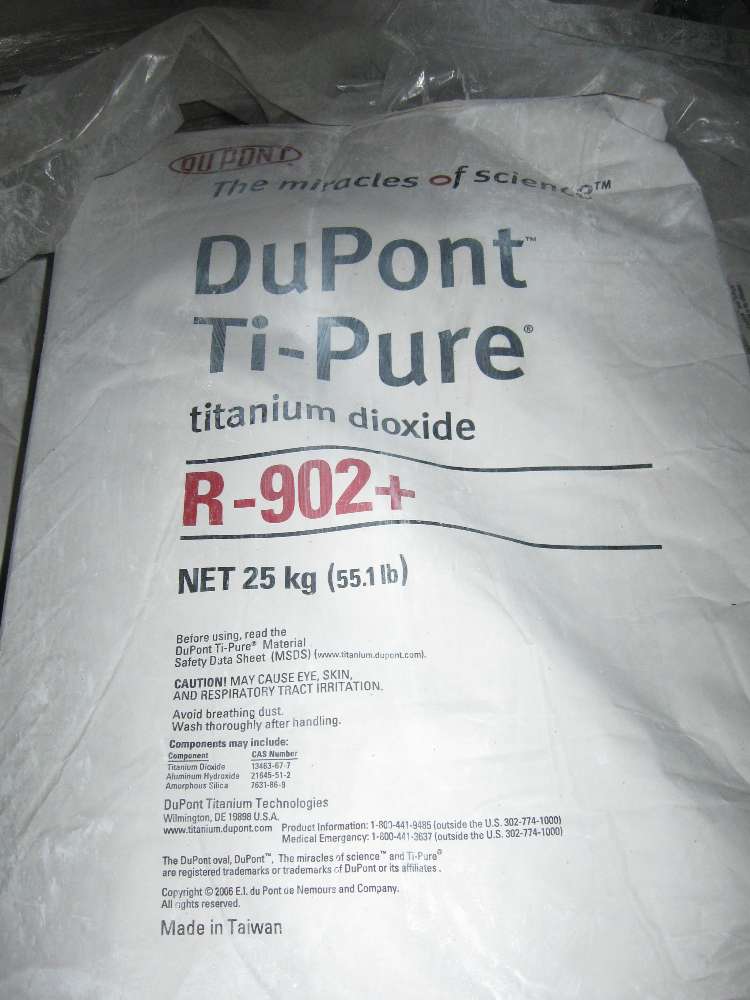 DU PONT
The miracles of science™
DuPont™
Ti-Pure®
titanium dioxide
R-902+
NET 25 kg (55.1 lb)
Before using, read the
DuPont Ti-Pure® Material
Safety Data Sheet (MSDS) (www.titanium.dupont.com).
CAUTION! MAY CAUSE EYE, SKIN,
AND RESPIRATORY TRACT IRRITATION.
Avoid breathing dust.
Wash thoroughly after handling.
Components may include:
Component CAS Number
Titanium Dioxide 13463-67-7
Aluminum Hydroxide 21645-51-2
Amorphous Silica 7631-86-9
DuPont Titanium Technologies
Wilmington, DE 19898 U.S.A.
www.titanium.dupont.com Product Information: 1-800-441-9485 (outside the U.S. 302-774-1000)
Medical Emergency: 1-800-441-3637 (outside the U.S. 302-774-1000)
The DuPont oval, DuPont™, The miracles of science™ and Ti-Pure®
are registered trademarks or trademarks of DuPont or its affiliates.
Copyright © 2006 E.I. du Pont de Nemours and Company.
All rights reserved.
Made in Taiwan